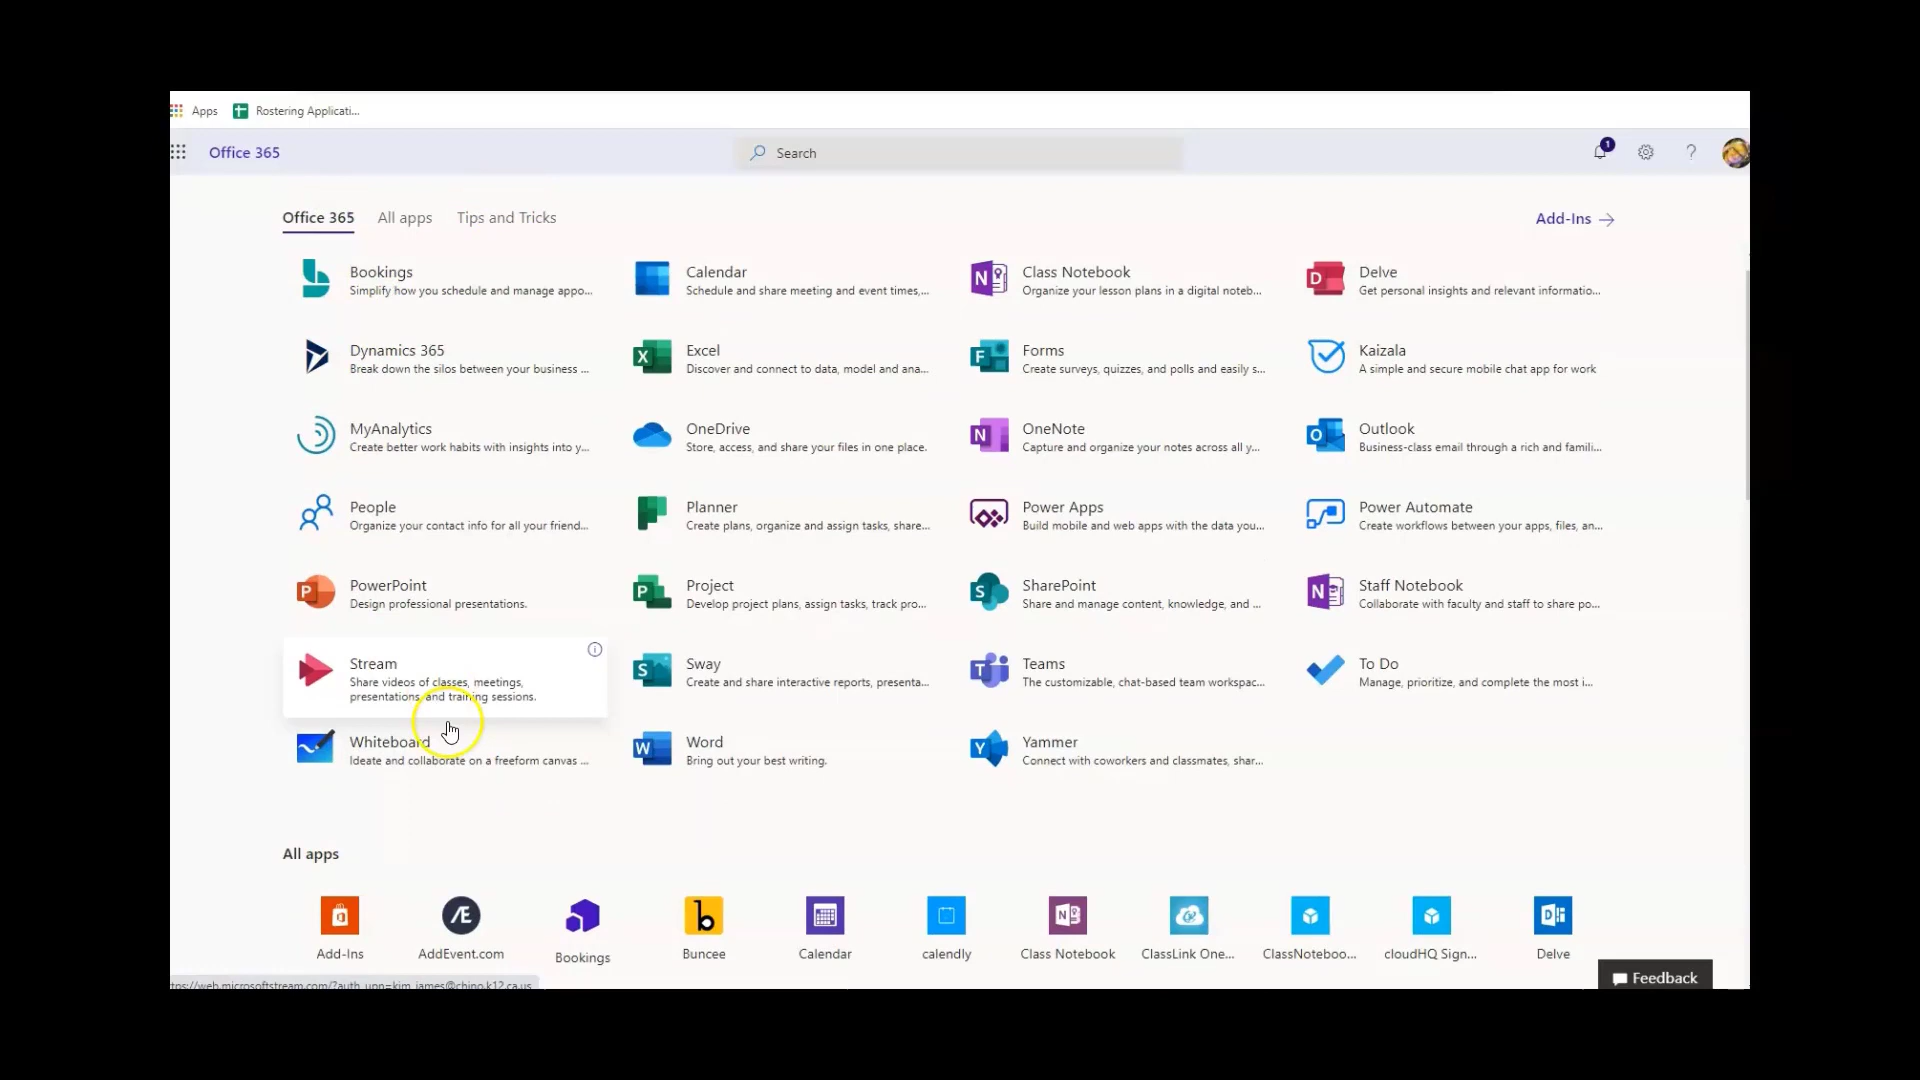 Apps Rostering Applicati...
Office 365 Search 1
Office 365 All apps Tips and Tricks Add-Ins →
Bookings
Simplify how you schedule and manage appo...
Calendar
Schedule and share meeting and event times,...
Class Notebook
Organize your lesson plans in a digital noteb...
Delve
Get personal insights and relevant informatio...
Dynamics 365
Break down the silos between your business ...
Excel
Discover and connect to data, model and ana...
Forms
Create surveys, quizzes, and polls and easily s...
Kaizala
A simple and secure mobile chat app for work
MyAnalytics
Create better work habits with insights into y...
OneDrive
Store, access, and share your files in one place.
OneNote
Capture and organize your notes across all y...
Outlook
Business-class email through a rich and famili...
People
Organize your contact info for all your friend...
Planner
Create plans, organize and assign tasks, share...
Power Apps
Build mobile and web apps with the data you...
Power Automate
Create workflows between your apps, files, an...
PowerPoint
Design professional presentations.
Project
Develop project plans, assign tasks, track pro...
SharePoint
Share and manage content, knowledge, and ...
Staff Notebook
Collaborate with faculty and staff to share po...
Stream
Share videos of classes, meetings,
presentations, and training sessions.
Sway
Create and share interactive reports, presenta...
Teams
The customizable, chat-based team workspac...
To Do
Manage, prioritize, and complete the most i...
Whiteboard
Ideate and collaborate on a freeform canvas ...
Word
Bring out your best writing.
Yammer
Connect with coworkers and classmates, shar...
All apps
Add-Ins
AddEvent.com
Bookings
Buncee
Calendar
calendly
Class Notebook
ClassLink One...
ClassNoteboo...
cloudHQ Sign...
Delve
Feedback
ttps://web.microsoftstream.com/?auth_upn=kim_james@chino.k12.ca.us